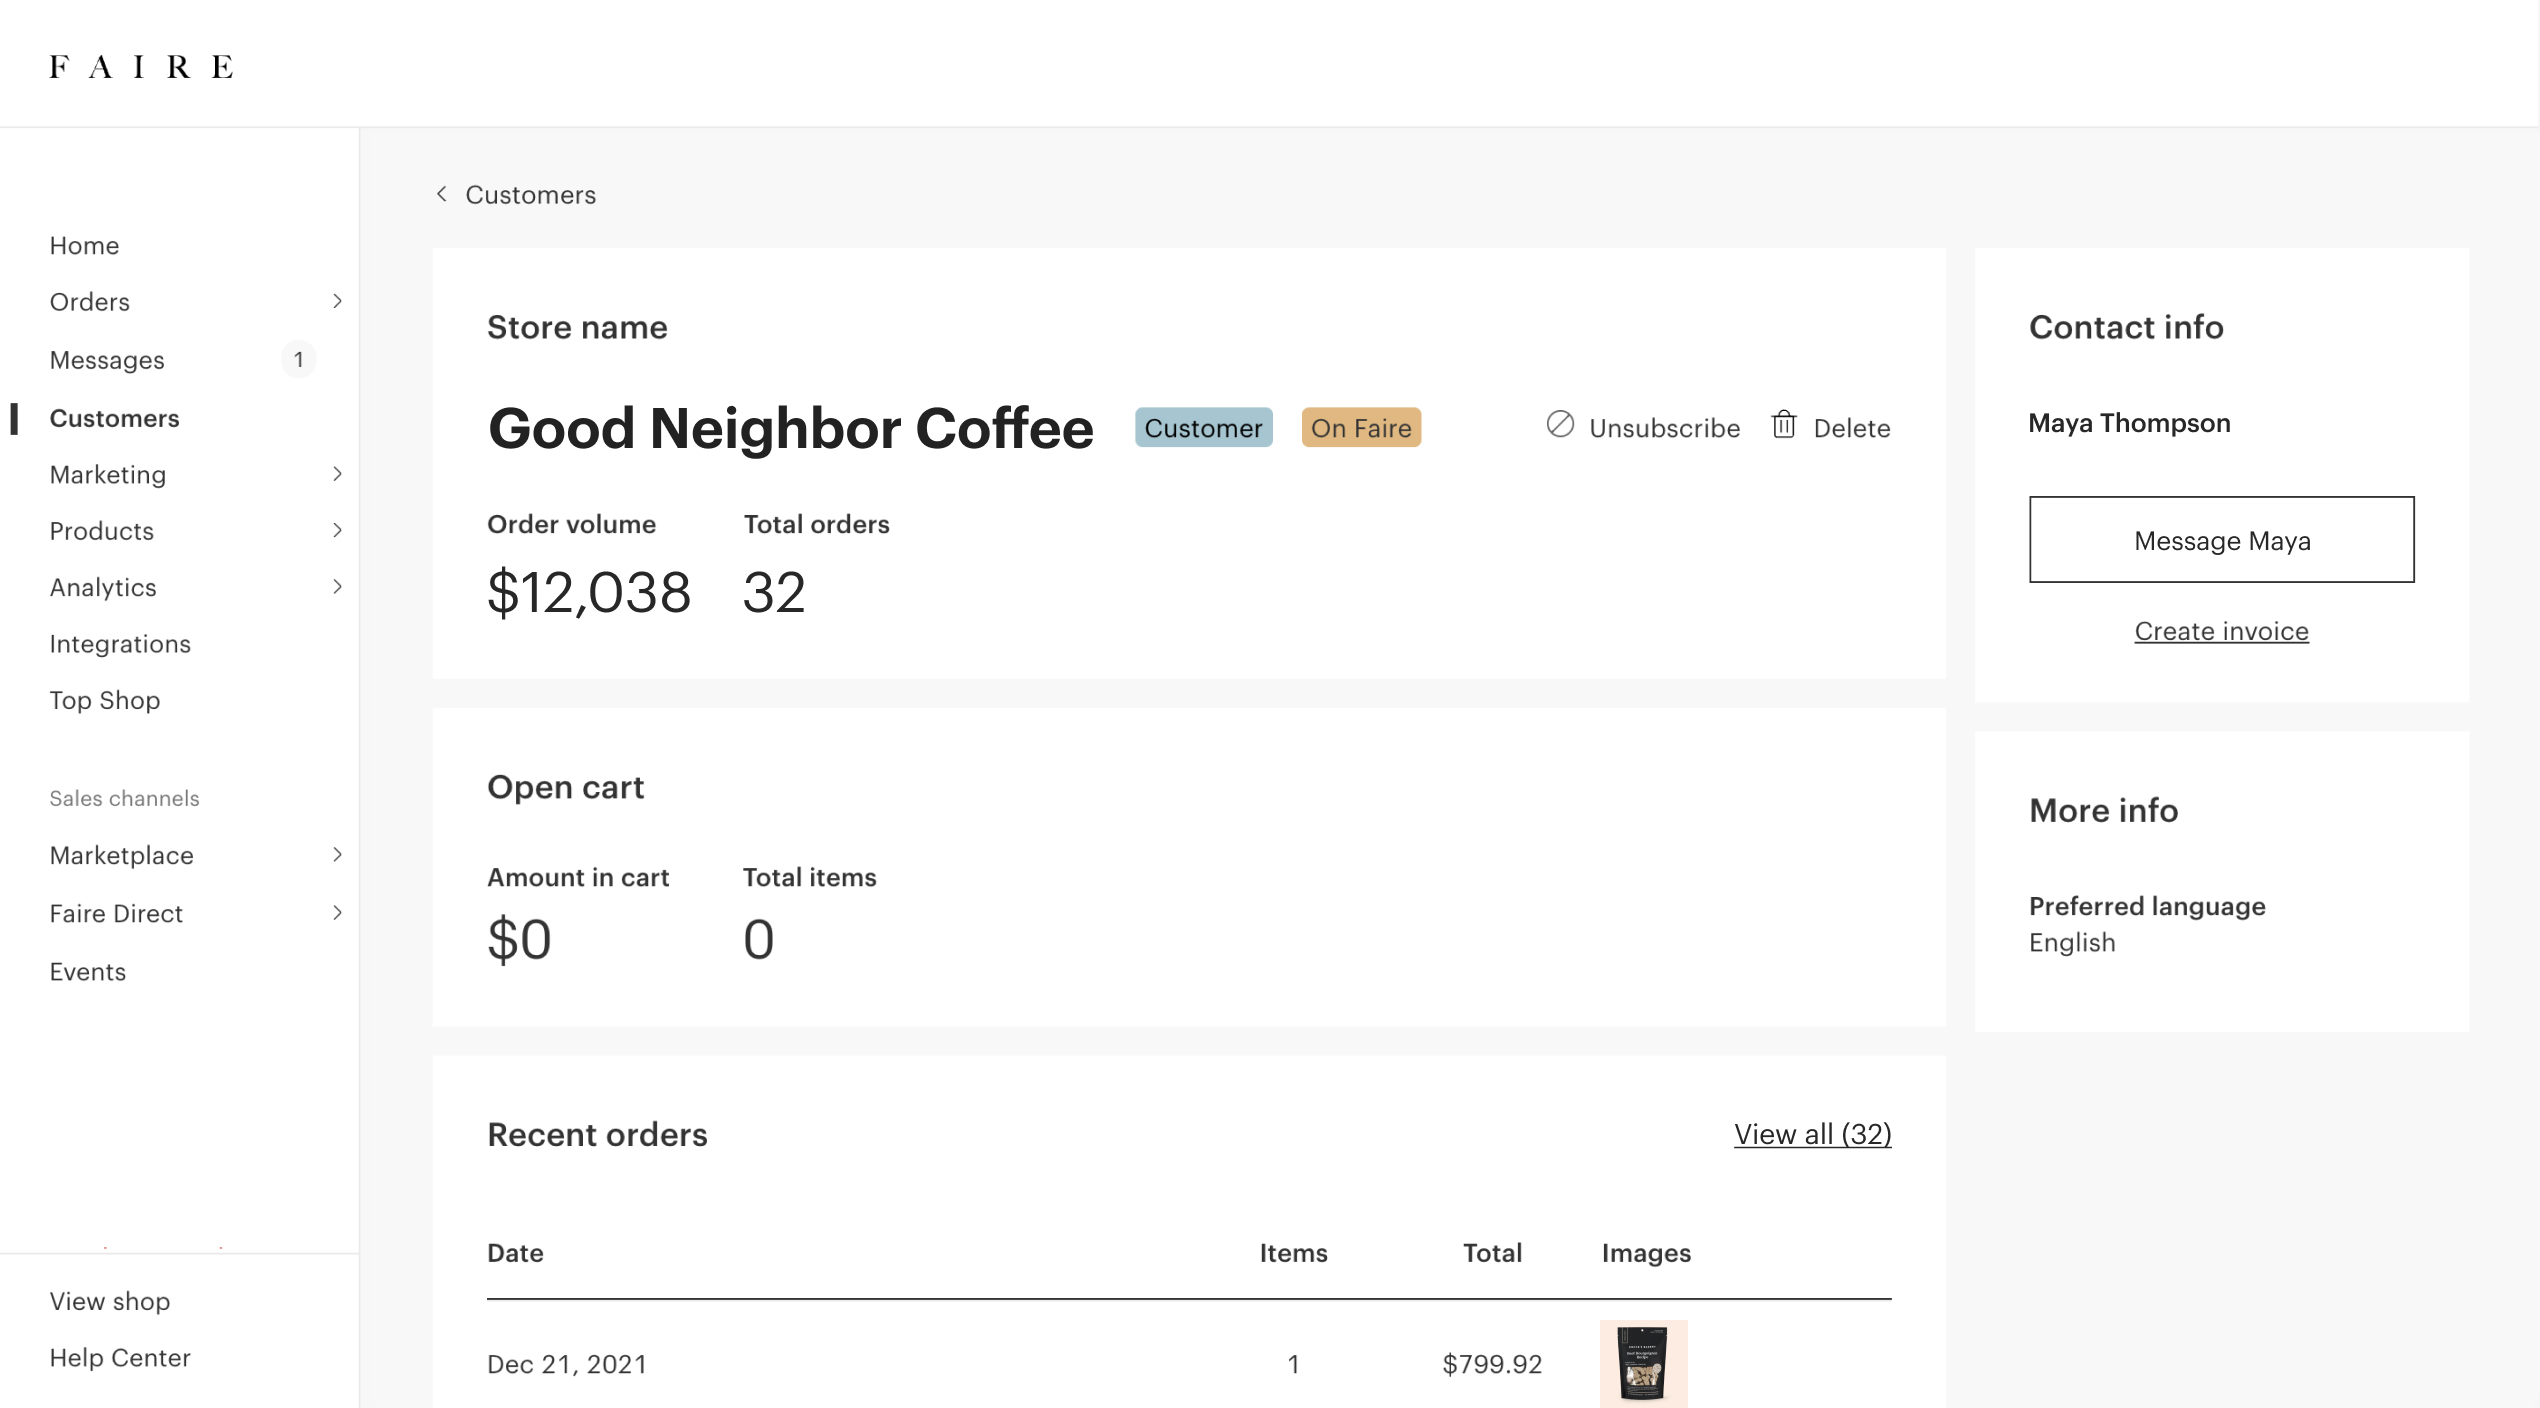 FAIRE
Home
Orders
Messages 1
Customers
Marketing
Products
Analytics
Integrations
Top Shop
Sales channels
Marketplace
Faire Direct
Events
View shop
Help Center
Customers
Store name
Good Neighbor Coffee Customer On Faire Unsubscribe Delete
Order volume Total orders
$12,038 32
Open cart
Amount in cart Total items
$0 0
Recent orders View all (32)
Date Items Total Images
Dec 21, 2021 1 $799.92
Contact info
Maya Thompson
Message Maya
Create invoice
More info
Preferred language
English